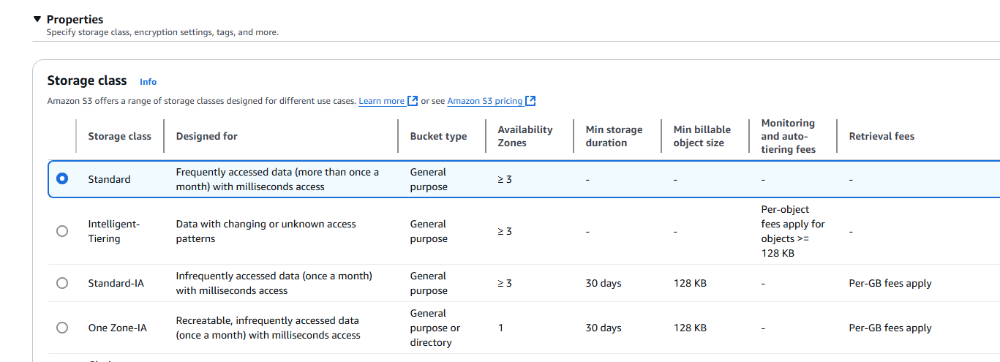 Properties
Specify storage class, encryption settings, tags, and more.
Storage class Info
Amazon S3 offers a range of storage classes designed for different use cases. Learn more or see Amazon S3 pricing
Storage class
Designed for
Bucket type
Availability
Zones
Min storage
duration
Min billable
object size
Monitoring
and auto-
tiering fees
Retrieval fees
Standard
Frequently accessed data (more than once a
month) with milliseconds access
General
purpose
≥ 3
-
-
-
-
Intelligent-
Tiering
Data with changing or unknown access
patterns
General
purpose
≥ 3
-
-
Per-object
fees apply for
objects >=
128 KB
-
Standard-IA
Infrequently accessed data (once a month)
with milliseconds access
General
purpose
≥ 3
30 days
128 KB
-
Per-GB fees apply
One Zone-IA
Recreatable, infrequently accessed data
(once a month) with milliseconds access
General
purpose or
directory
1
30 days
128 KB
-
Per-GB fees apply